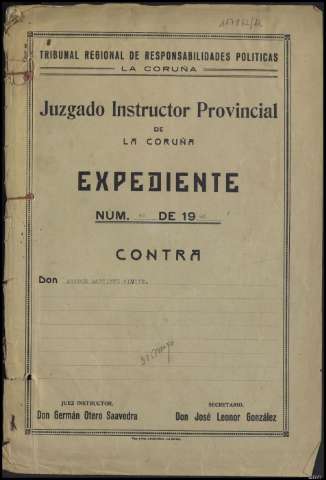 TRIBUNAL REGIONAL DE RESPONSABILIDADES POLITICAS
LA CORUÑA
Juzgado Instructor Provincial
DE
LA CORUÑA
EXPEDIENTE
NUM. DE 19
CONTRA
Don
JUEZ INSTRUCTOR,
SECRETARIO,
Don Germán Otero Saavedra
Don José Leonor González